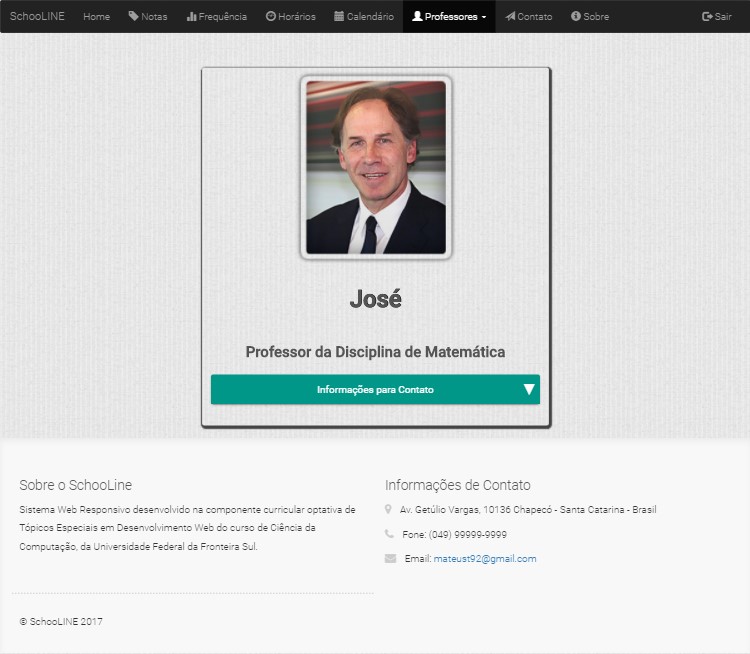 SchooLINE Home Notas Frequência Horários Calendário Professores Contato Sobre Sair
José
Professor da Disciplina de Matemática
Informações para Contato
Sobre o SchooLine
Sistema Web Responsivo desenvolvido na componente curricular optativa de
Tópicos Especiais em Desenvolvimento Web do curso de Ciência da
Computação, da Universidade Federal da Fronteira Sul.
Informações de Contato
Av. Getúlio Vargas, 10136 Chapecó - Santa Catarina - Brasil
Fone: (049) 99999-9999
Email: mateust92@gmail.com
© SchooLINE 2017